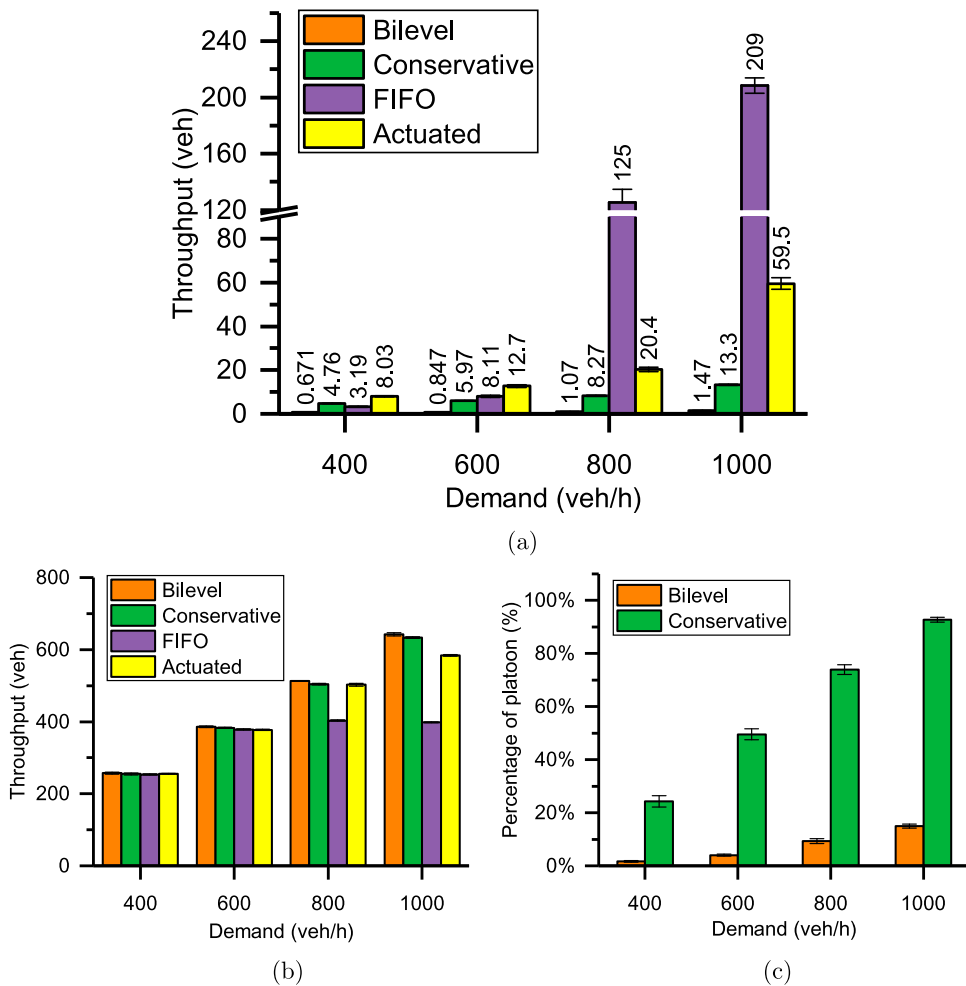 Bilevel
Conservative
FIFO
Actuated
Throughput (veh)
240
200
160
120
80
60
40
20
0
0.671
4.76
3.19
8.03
0.847
5.97
8.11
12.7
1.07
8.27
125
20.4
1.47
13.3
209
59.5
400 600 800 1000
Demand (veh/h)
(a)
Bilevel
Conservative
FIFO
Actuated
Throughput (veh)
800
600
400
200
0
400 600 800 1000
Demand (veh/h)
(b)
Bilevel
Conservative
Percentage of platoon (%)
100%
80%
60%
40%
20%
0%
400 600 800 1000
Demand (veh/h)
(c)